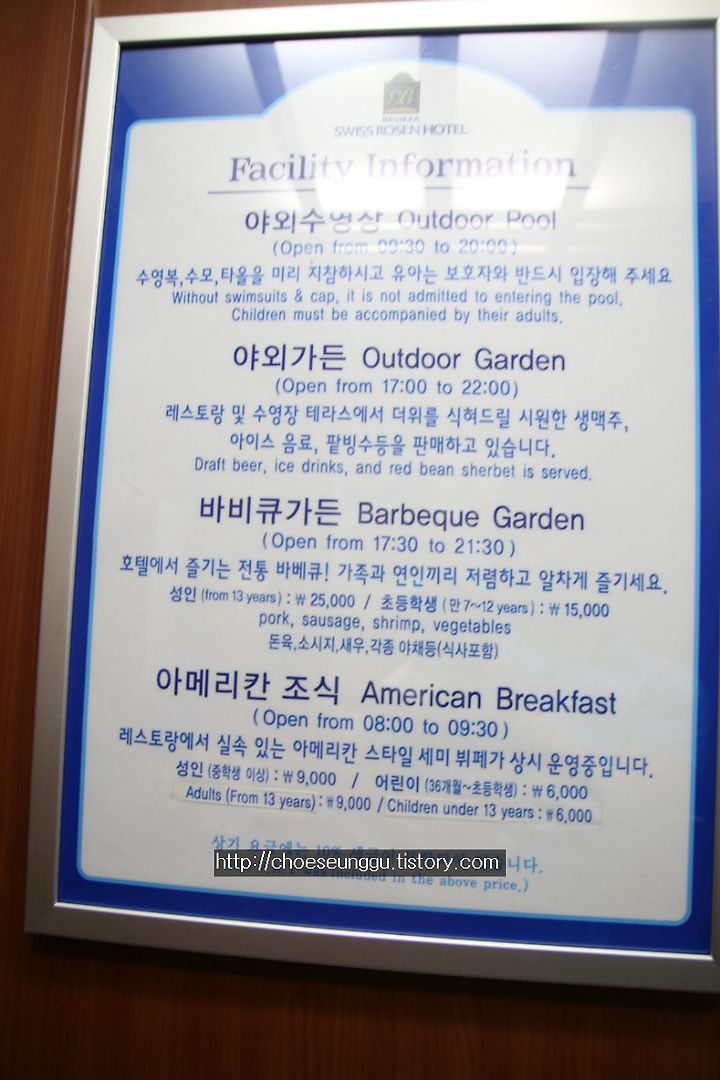 BENIKEA
SWISS ROSEN HOTEL
Facility Information
야외수영장 Outdoor Pool
(Open from 09:30 to 20:00)
수영복,수모,타올을 미리 지참하시고 유아는 보호자와 반드시 입장해 주세요
Without swimsuits & cap, it is not admitted to entering the pool.
Children must be accompanied by their adults.
야외가든 Outdoor Garden
(Open from 17:00 to 22:00)
레스토랑 및 수영장 테라스에서 더위를 식혀드릴 시원한 생맥주,
아이스 음료, 팥빙수등을 판매하고 있습니다.
Draft beer, ice drinks, and red bean sherbet is served.
바비큐가든 Barbeque Garden
(Open from 17:30 to 21:30)
호텔에서 즐기는 전통 바베큐! 가족과 연인끼리 저렴하고 알차게 즐기세요.
성인 (from 13 years) : ₩ 25,000 / 초등학생 (만 7~12 years) : ₩ 15,000
pork, sausage, shrimp, vegetables
돈육,소시지,새우,각종 야채등(식사포함)
아메리칸 조식 American Breakfast
(Open from 08:00 to 09:30)
레스토랑에서 실속 있는 아메리칸 스타일 세미 뷔페가 상시 운영중입니다.
성인 (중학생 이상) : ₩ 9,000 / 어린이 (36개월~초등학생) : ₩ 6,000
Adults (From 13 years) : ₩ 9,000 / Children under 13 years : ₩ 6,000
상기 요금에는 10%
http://choeseunggu.tistory.com
니다.
included in the above price.)